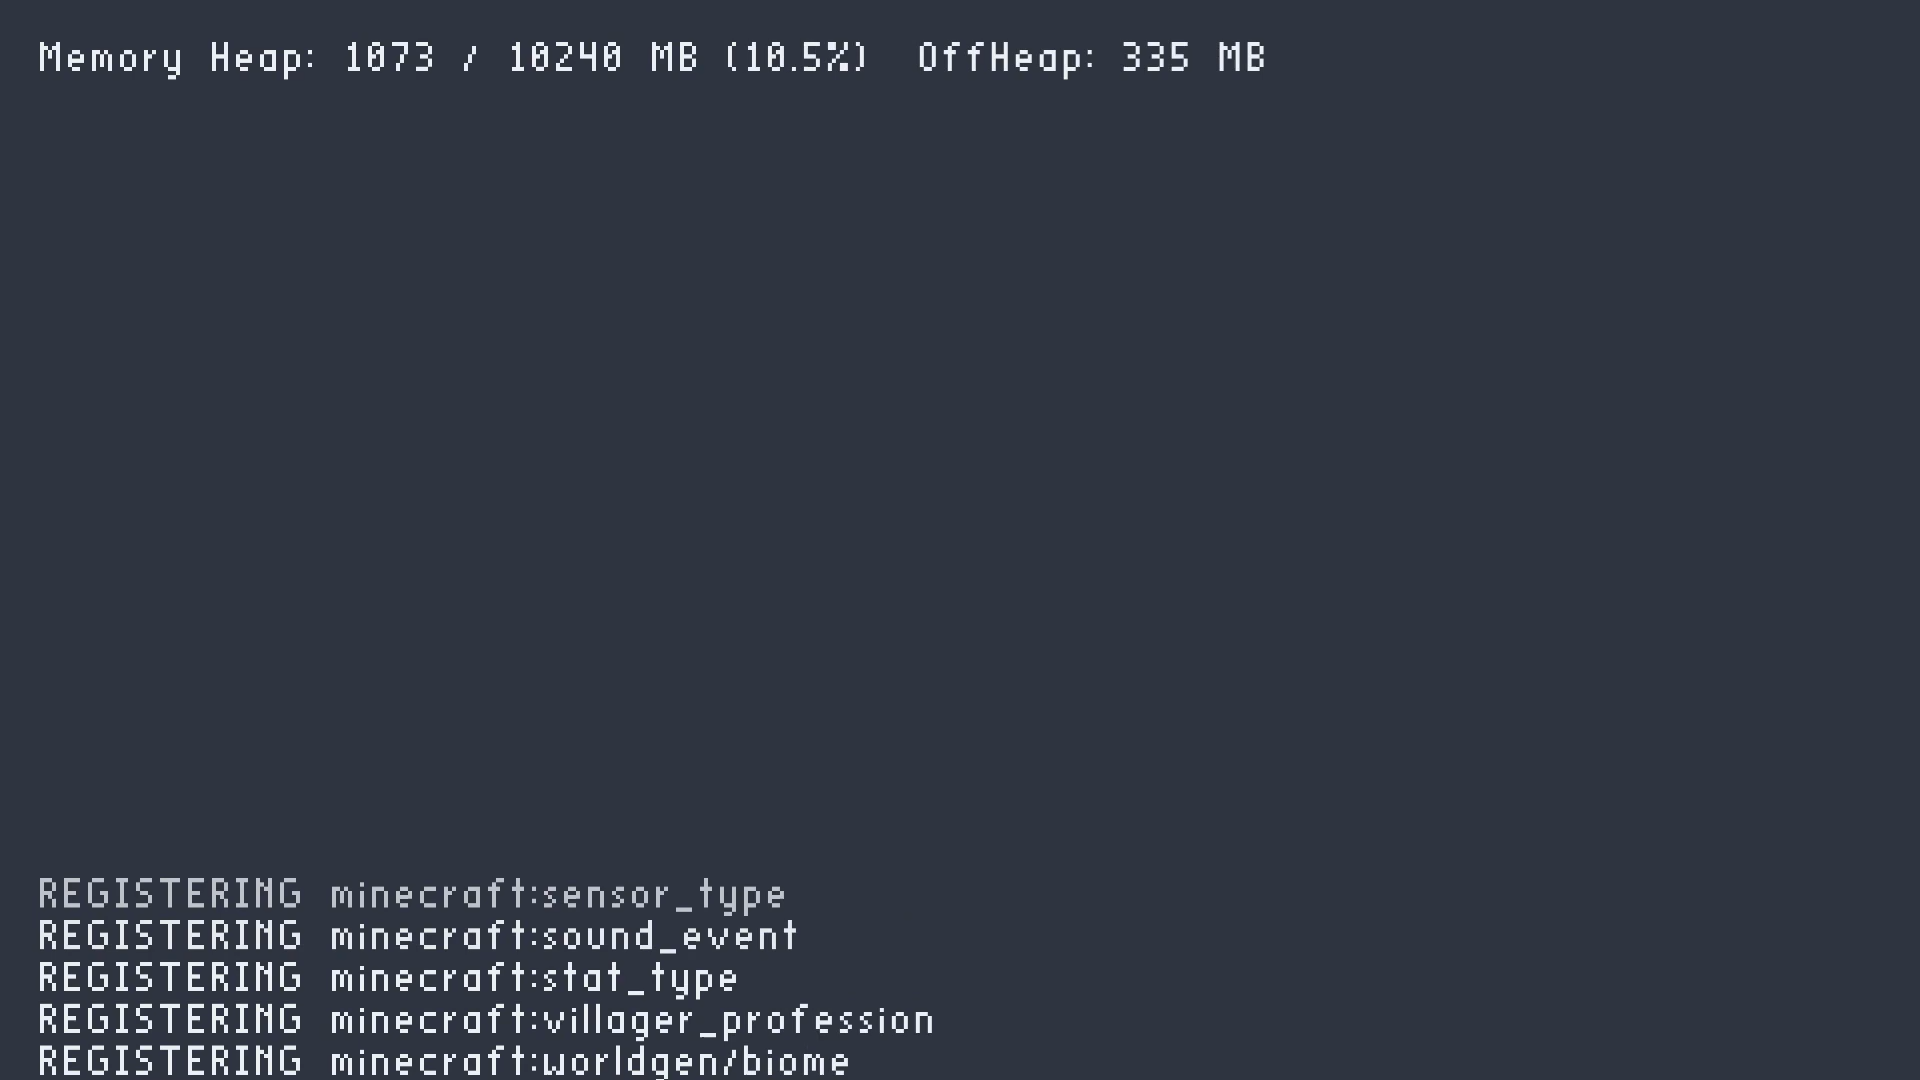 Memory Heap: 1073 / 10240 MB (10.5%)  OffHeap: 335 MB
REGISTERING minecraft:sensor_type
REGISTERING minecraft:sound_event
REGISTERING minecraft:stat_type
REGISTERING minecraft:villager_profession
REGISTERING minecraft:worldgen/biome